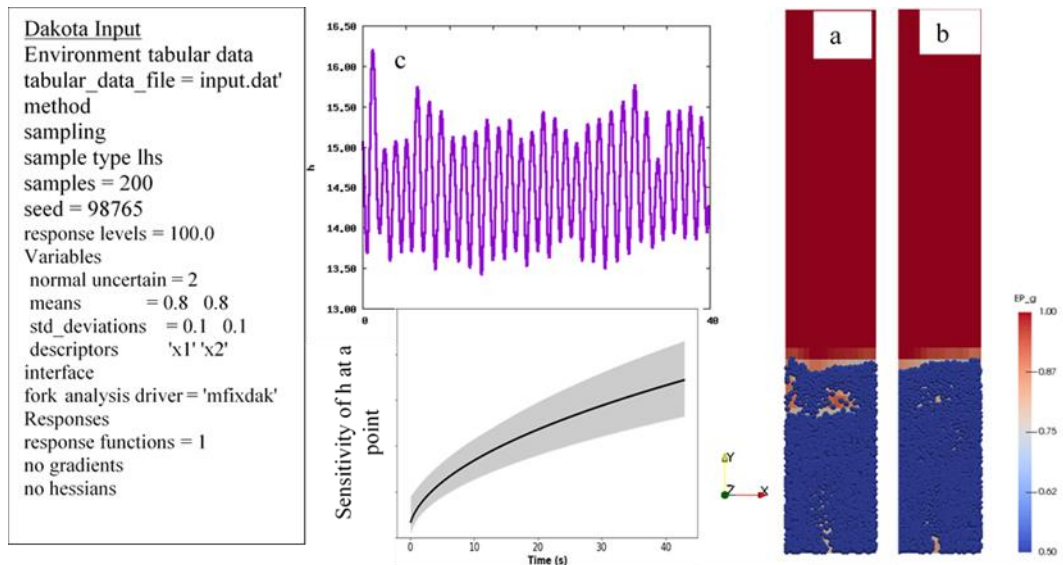 Dakota Input
Environment tabular data
tabular_data_file = input.dat'
method
sampling
sample type lhs
samples = 200
seed = 98765
response levels = 100.0
Variables
normal uncertain = 2
means = 0.8 0.8
std_deviations = 0.1 0.1
descriptors 'x1' 'x2'
interface
fork analysis driver = 'mfixdak'
Responses
response functions = 1
no gradients
no hessians
c
h
16.50
16.00
15.50
15.00
14.50
14.00
13.50
13.00
0 40
Sensitivity of h at a
point
0 10 20 30 40
Time (s)
a b
EP_g
1.00
0.87
0.75
0.62
0.50
Y
Z X